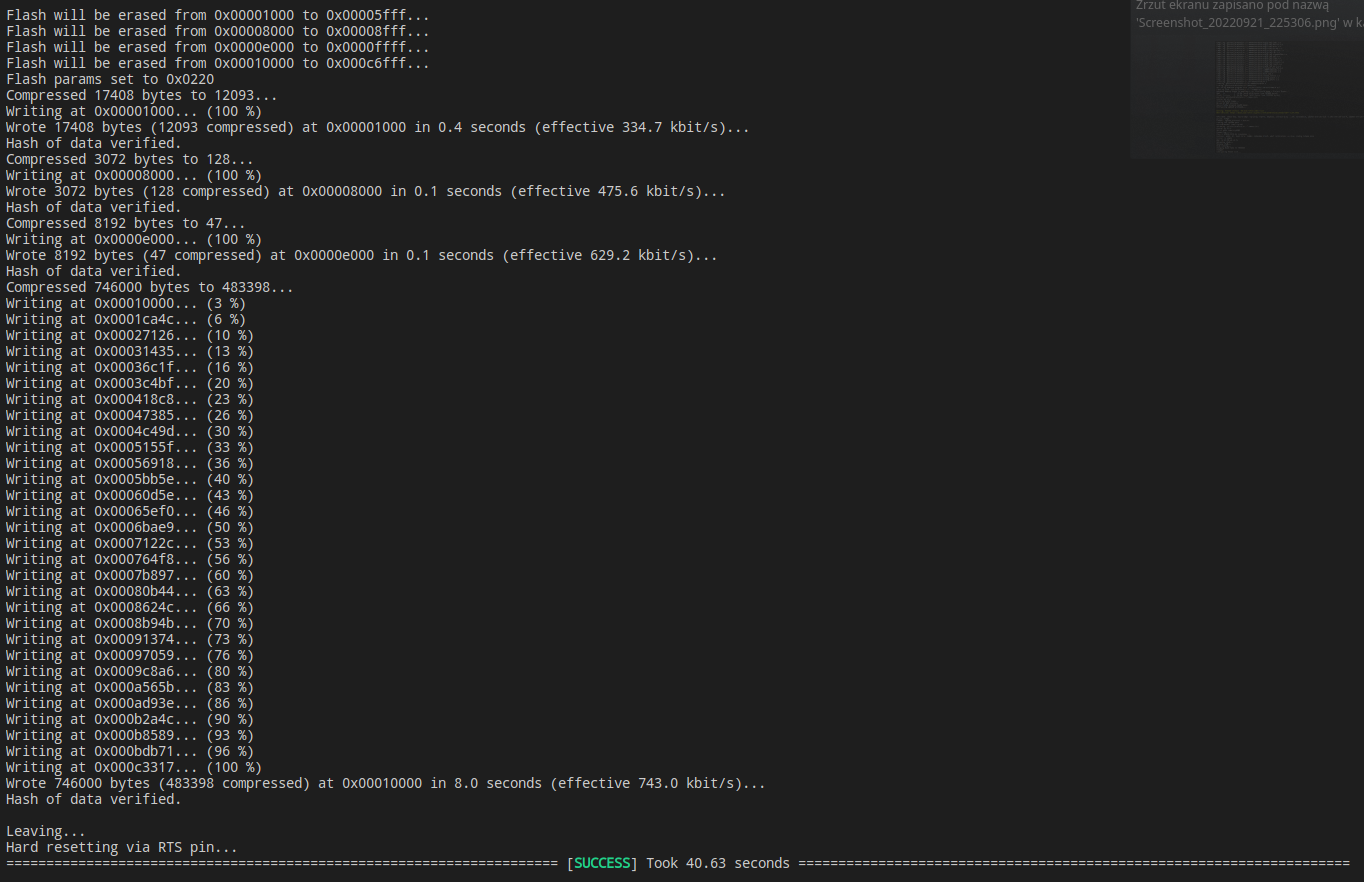 Flash will be erased from 0x00001000 to 0x00005fff...
Flash will be erased from 0x00008000 to 0x00008fff...
Flash will be erased from 0x0000e000 to 0x0000ffff...
Flash will be erased from 0x00010000 to 0x000c6fff...
Flash params set to 0x0220
Compressed 17408 bytes to 12093...
Writing at 0x00001000... (100 %)
Wrote 17408 bytes (12093 compressed) at 0x00001000 in 0.4 seconds (effective 334.7 kbit/s)...
Hash of data verified.
Compressed 3072 bytes to 128...
Writing at 0x00008000... (100 %)
Wrote 3072 bytes (128 compressed) at 0x00008000 in 0.1 seconds (effective 475.6 kbit/s)...
Hash of data verified.
Compressed 8192 bytes to 47...
Writing at 0x0000e000... (100 %)
Wrote 8192 bytes (47 compressed) at 0x0000e000 in 0.1 seconds (effective 629.2 kbit/s)...
Hash of data verified.
Compressed 746000 bytes to 483398...
Writing at 0x00010000... (3 %)
Writing at 0x0001ca4c... (6 %)
Writing at 0x00027126... (10 %)
Writing at 0x00031435... (13 %)
Writing at 0x00036c1f... (16 %)
Writing at 0x0003c4bf... (20 %)
Writing at 0x000418c8... (23 %)
Writing at 0x00047385... (26 %)
Writing at 0x0004c49d... (30 %)
Writing at 0x0005155f... (33 %)
Writing at 0x00056918... (36 %)
Writing at 0x0005bb5e... (40 %)
Writing at 0x00060d5e... (43 %)
Writing at 0x00065ef0... (46 %)
Writing at 0x0006bae9... (50 %)
Writing at 0x0007122c... (53 %)
Writing at 0x000764f8... (56 %)
Writing at 0x0007b897... (60 %)
Writing at 0x00080b44... (63 %)
Writing at 0x0008624c... (66 %)
Writing at 0x0008b94b... (70 %)
Writing at 0x00091374... (73 %)
Writing at 0x00097059... (76 %)
Writing at 0x0009c8a6... (80 %)
Writing at 0x000a565b... (83 %)
Writing at 0x000ad93e... (86 %)
Writing at 0x000b2a4c... (90 %)
Writing at 0x000b8589... (93 %)
Writing at 0x000bdb71... (96 %)
Writing at 0x000c3317... (100 %)
Wrote 746000 bytes (483398 compressed) at 0x00010000 in 8.0 seconds (effective 743.0 kbit/s)...
Hash of data verified.
Leaving...
Hard resetting via RTS pin...
===================================================================== [SUCCESS] Took 40.63 seconds =====================================================================
Zrzut ekranu zapisano pod nazwą
'Screenshot_20220921_225306.png' w